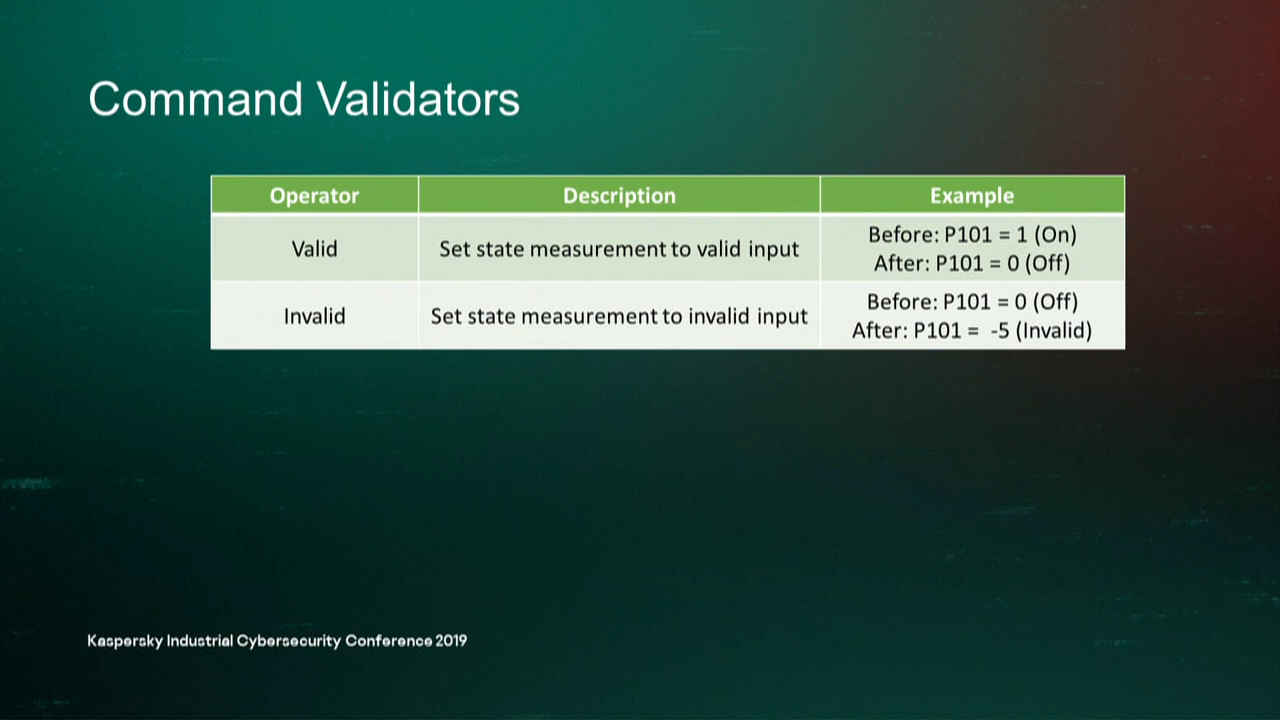 Command Validators
Operator Description Example
Valid Set state measurement to valid input Before: P101 = 1 (On)
After: P101 = 0 (Off)
Invalid Set state measurement to invalid input Before: P101 = 0 (Off)
After: P101 = -5 (Invalid)
Kaspersky Industrial Cybersecurity Conference 2019